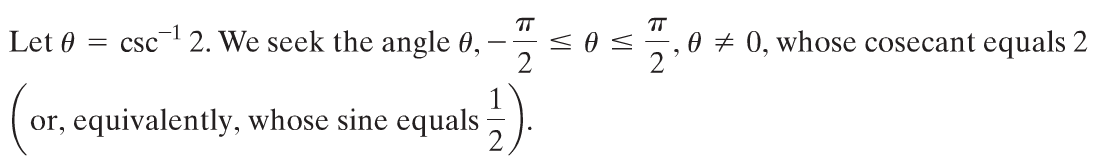 Let θ = csc⁻¹ 2. We seek the angle θ, −π/2 ≤ θ ≤ π/2, θ ≠ 0, whose cosecant equals 2
(or, equivalently, whose sine equals 1/2).